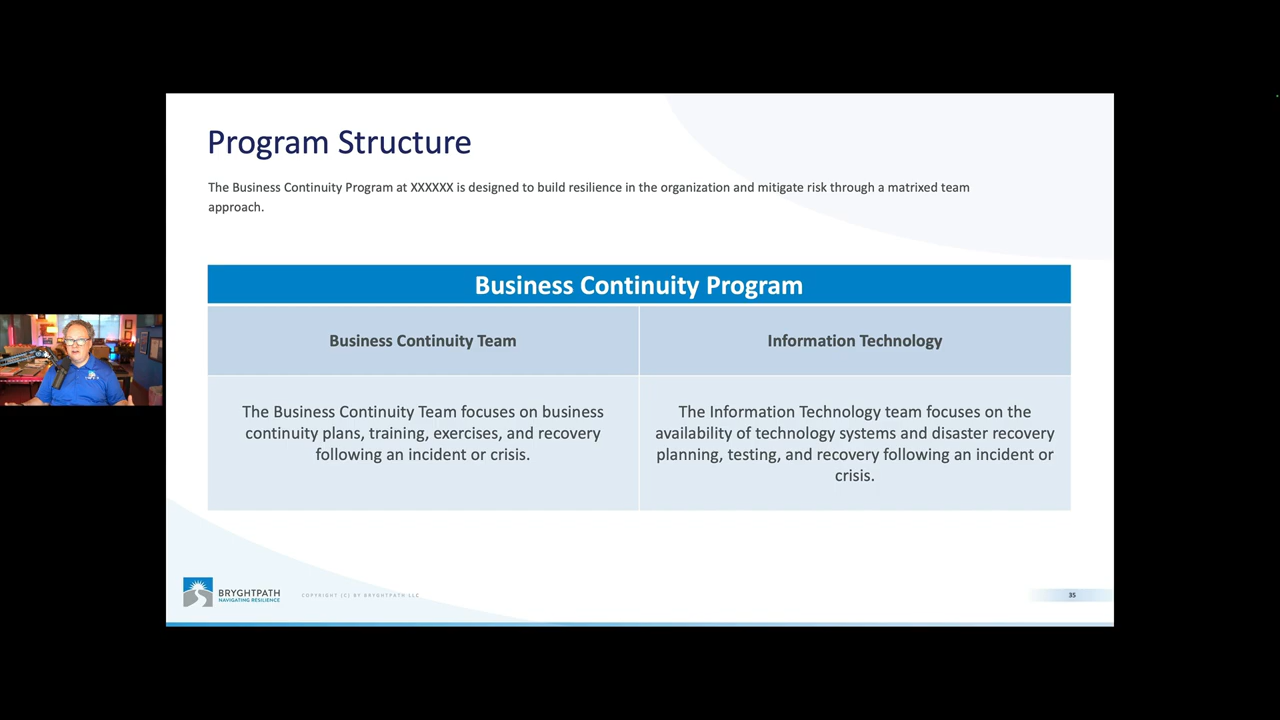 Program Structure
The Business Continuity Program at XXXXXX is designed to build resilience in the organization and mitigate risk through a matrixed team
approach.
Business Continuity Program
Business Continuity Team
Information Technology
The Business Continuity Team focuses on business
continuity plans, training, exercises, and recovery
following an incident or crisis.
The Information Technology team focuses on the
availability of technology systems and disaster recovery
planning, testing, and recovery following an incident or
crisis.
BRYGHTPATH
NAVIGATING RESILIENCE
COPYRIGHT (C) BY BRYGHTPATH LLC
35